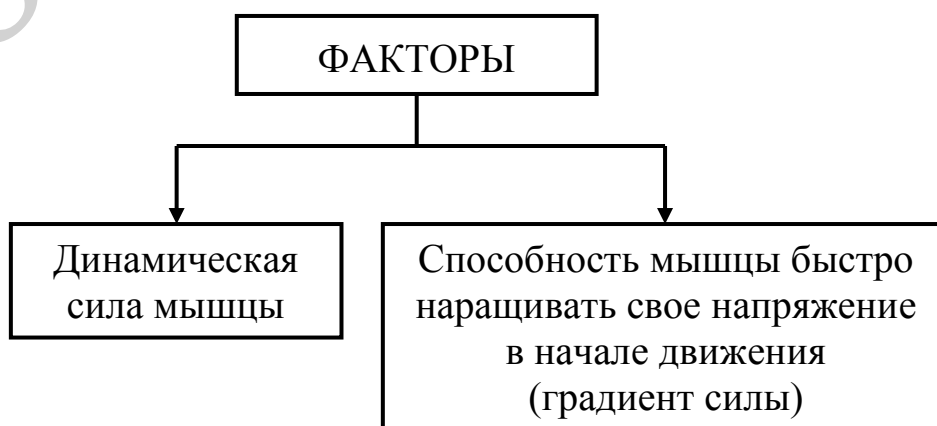 ФАКТОРЫ
Динамическая
сила мышцы
Способность мышцы быстро
наращивать свое напряжение
в начале движения
(градиент силы)